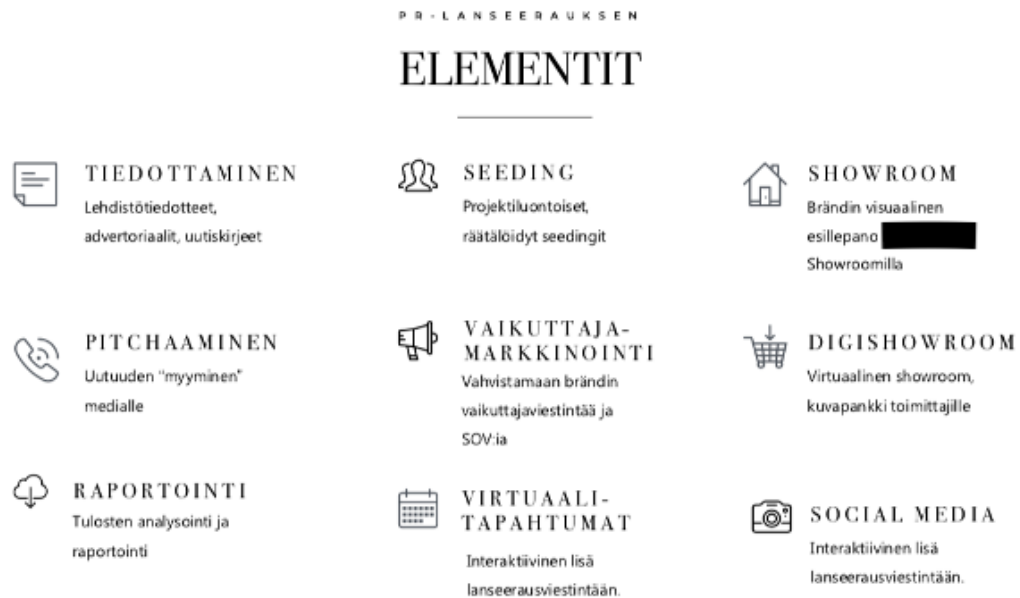 PR-LANSEERAUKSEN
ELEMENTIT
TIEDOTTAMINEN
Lehdistötiedotteet,
advertoriaalit, uutiskirjeet
SEEDING
Projektiluontoiset,
räätälöidyt seedingit
SHOWROOM
Brändin visuaalinen
esillepano
Showroomilla
PITCHAAMINEN
Uutuuden "myyminen"
medialle
VAIKUTTAJA-
MARKKINOINTI
Vahvistamaan brändin
vaikuttajaviestintää ja
SOV:ia
DIGISHOWROOM
Virtuaalinen showroom,
kuvapankki toimittajille
RAPORTOINTI
Tulosten analysointi ja
raportointi
VIRTUAALI-
TAPAHTUMAT
Interaktiivinen lisä
lanseerausviestintään.
SOCIAL MEDIA
Interaktiivinen lisä
lanseerausviestintään.